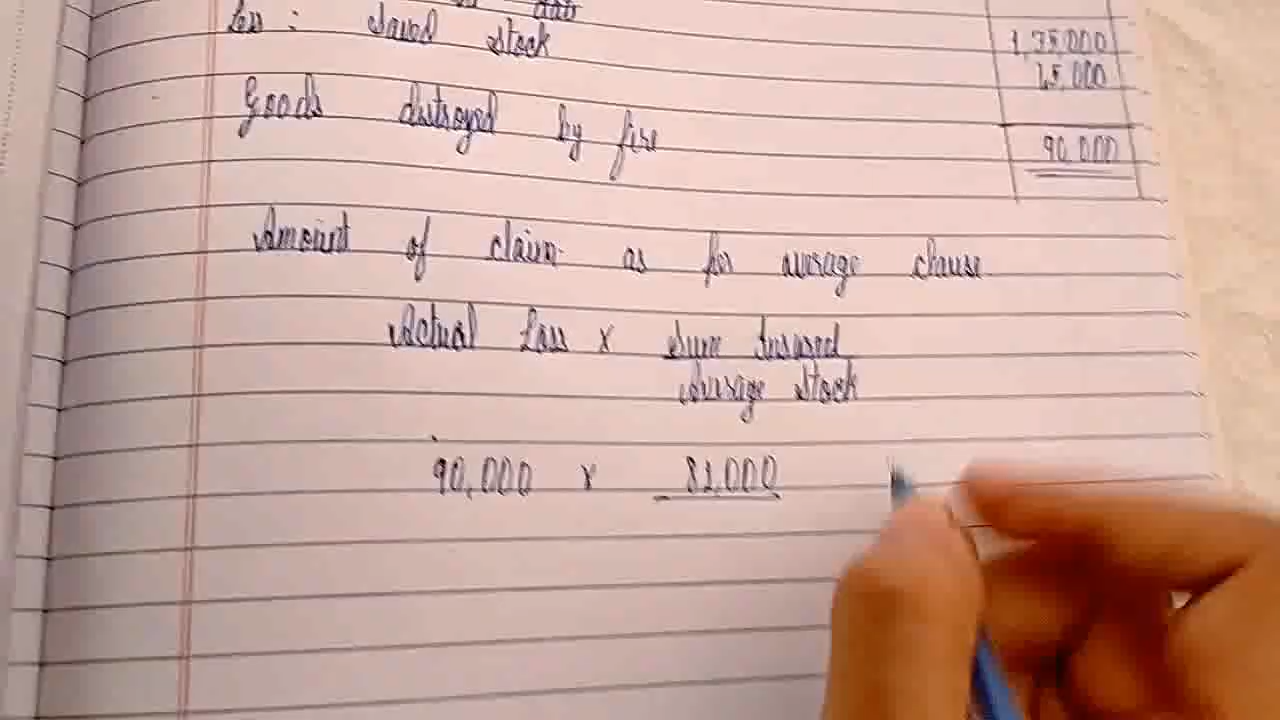 Less : Saved Stock 1,35,000
45,000
Goods destroyed by fire 90,000
Amount of claim as per average clause
Actual Loss x Sum Insured
Average Stock
90,000 x 81,000